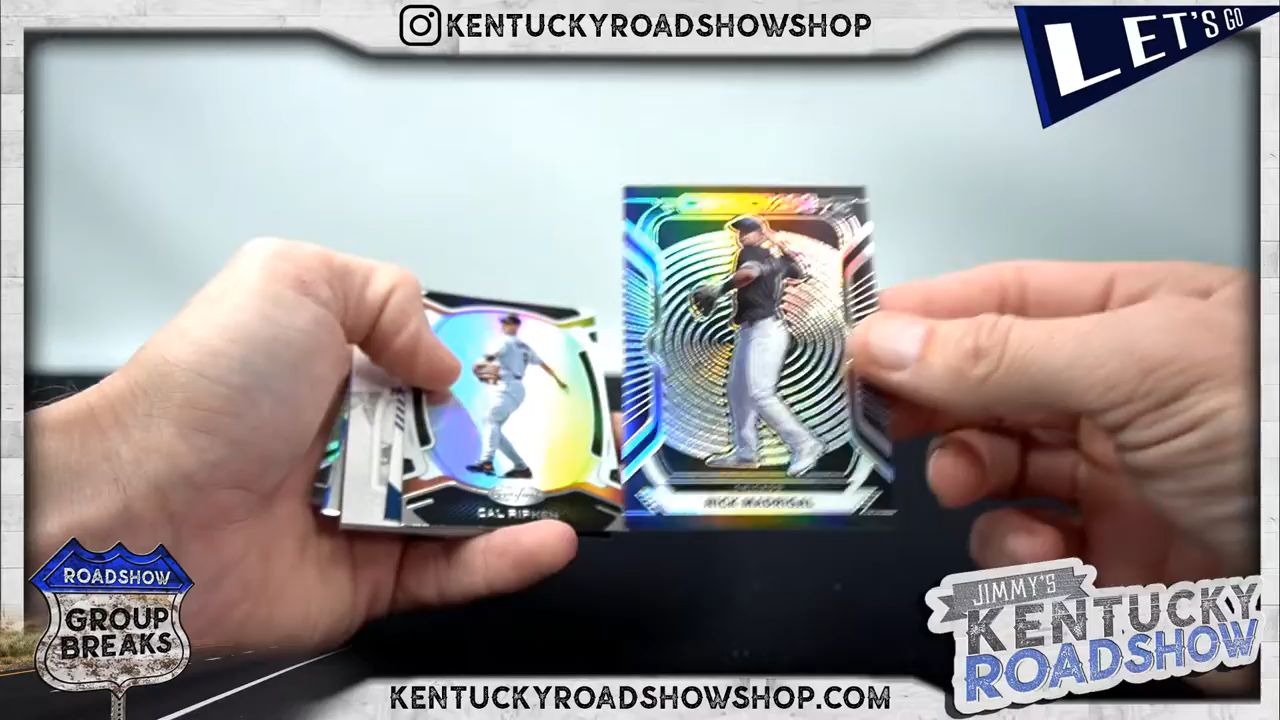 KENTUCKYROADSHOWSHOP
LET'S GO
CAL RIPKEN
NICK MADRIGAL
ROADSHOW
GROUP
BREAKS
JIMMY'S
KENTUCKY
ROADSHOW
KENTUCKYROADSHOWSHOP.COM